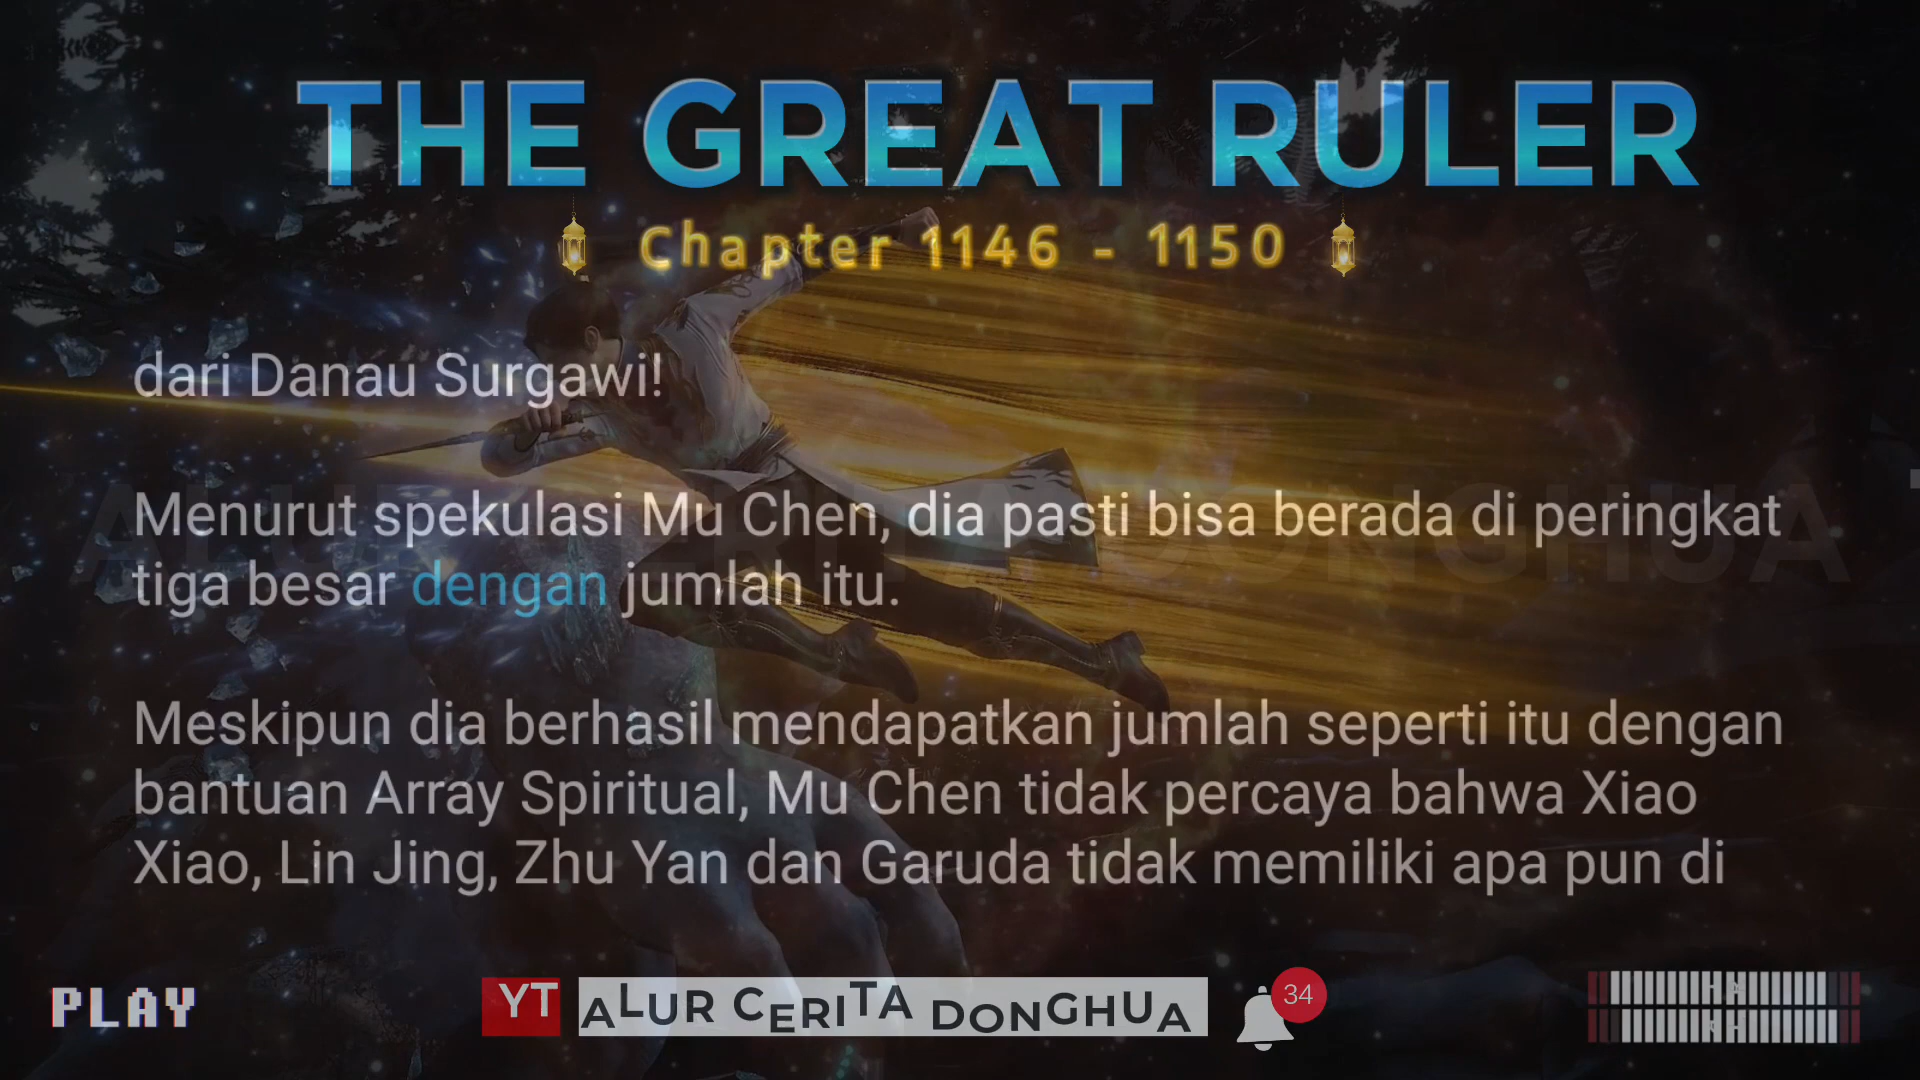 THE GREAT RULER
Chapter 1146 - 1150
dari Danau Surgawi!
Menurut spekulasi Mu Chen, dia pasti bisa berada di peringkat
tiga besar dengan jumlah itu.
Meskipun dia berhasil mendapatkan jumlah seperti itu dengan
bantuan Array Spiritual, Mu Chen tidak percaya bahwa Xiao
Xiao, Lin Jing, Zhu Yan dan Garuda tidak memiliki apa pun di
ALUR CERITA DONGHUA
PLAY
YT ALUR CERITA DONGHUA
34